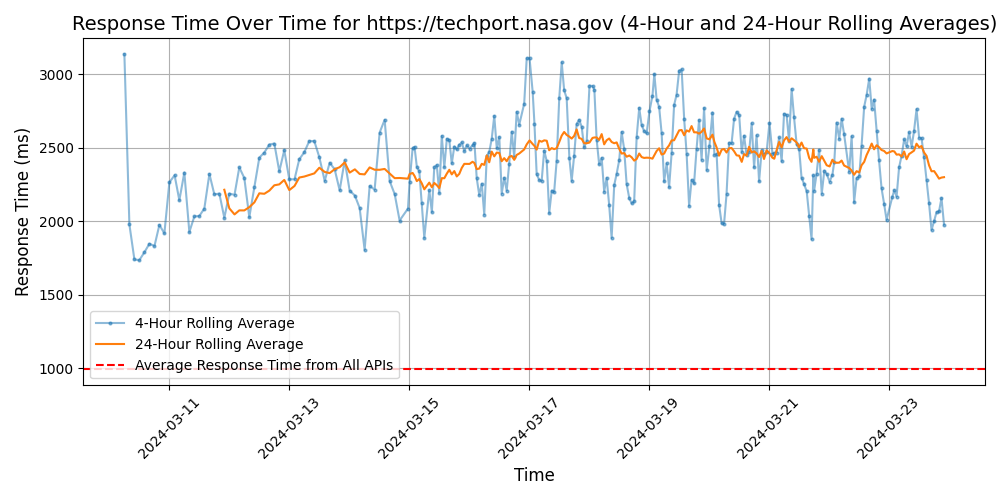 Response Time Over Time for https://techport.nasa.gov (4-Hour and 24-Hour Rolling Averages)
Response Time (ms)
3000
2500
2000
1500
1000
4-Hour Rolling Average
24-Hour Rolling Average
Average Response Time from All APIs
2024-03-11
2024-03-13
2024-03-15
2024-03-17
2024-03-19
2024-03-21
2024-03-23
Time